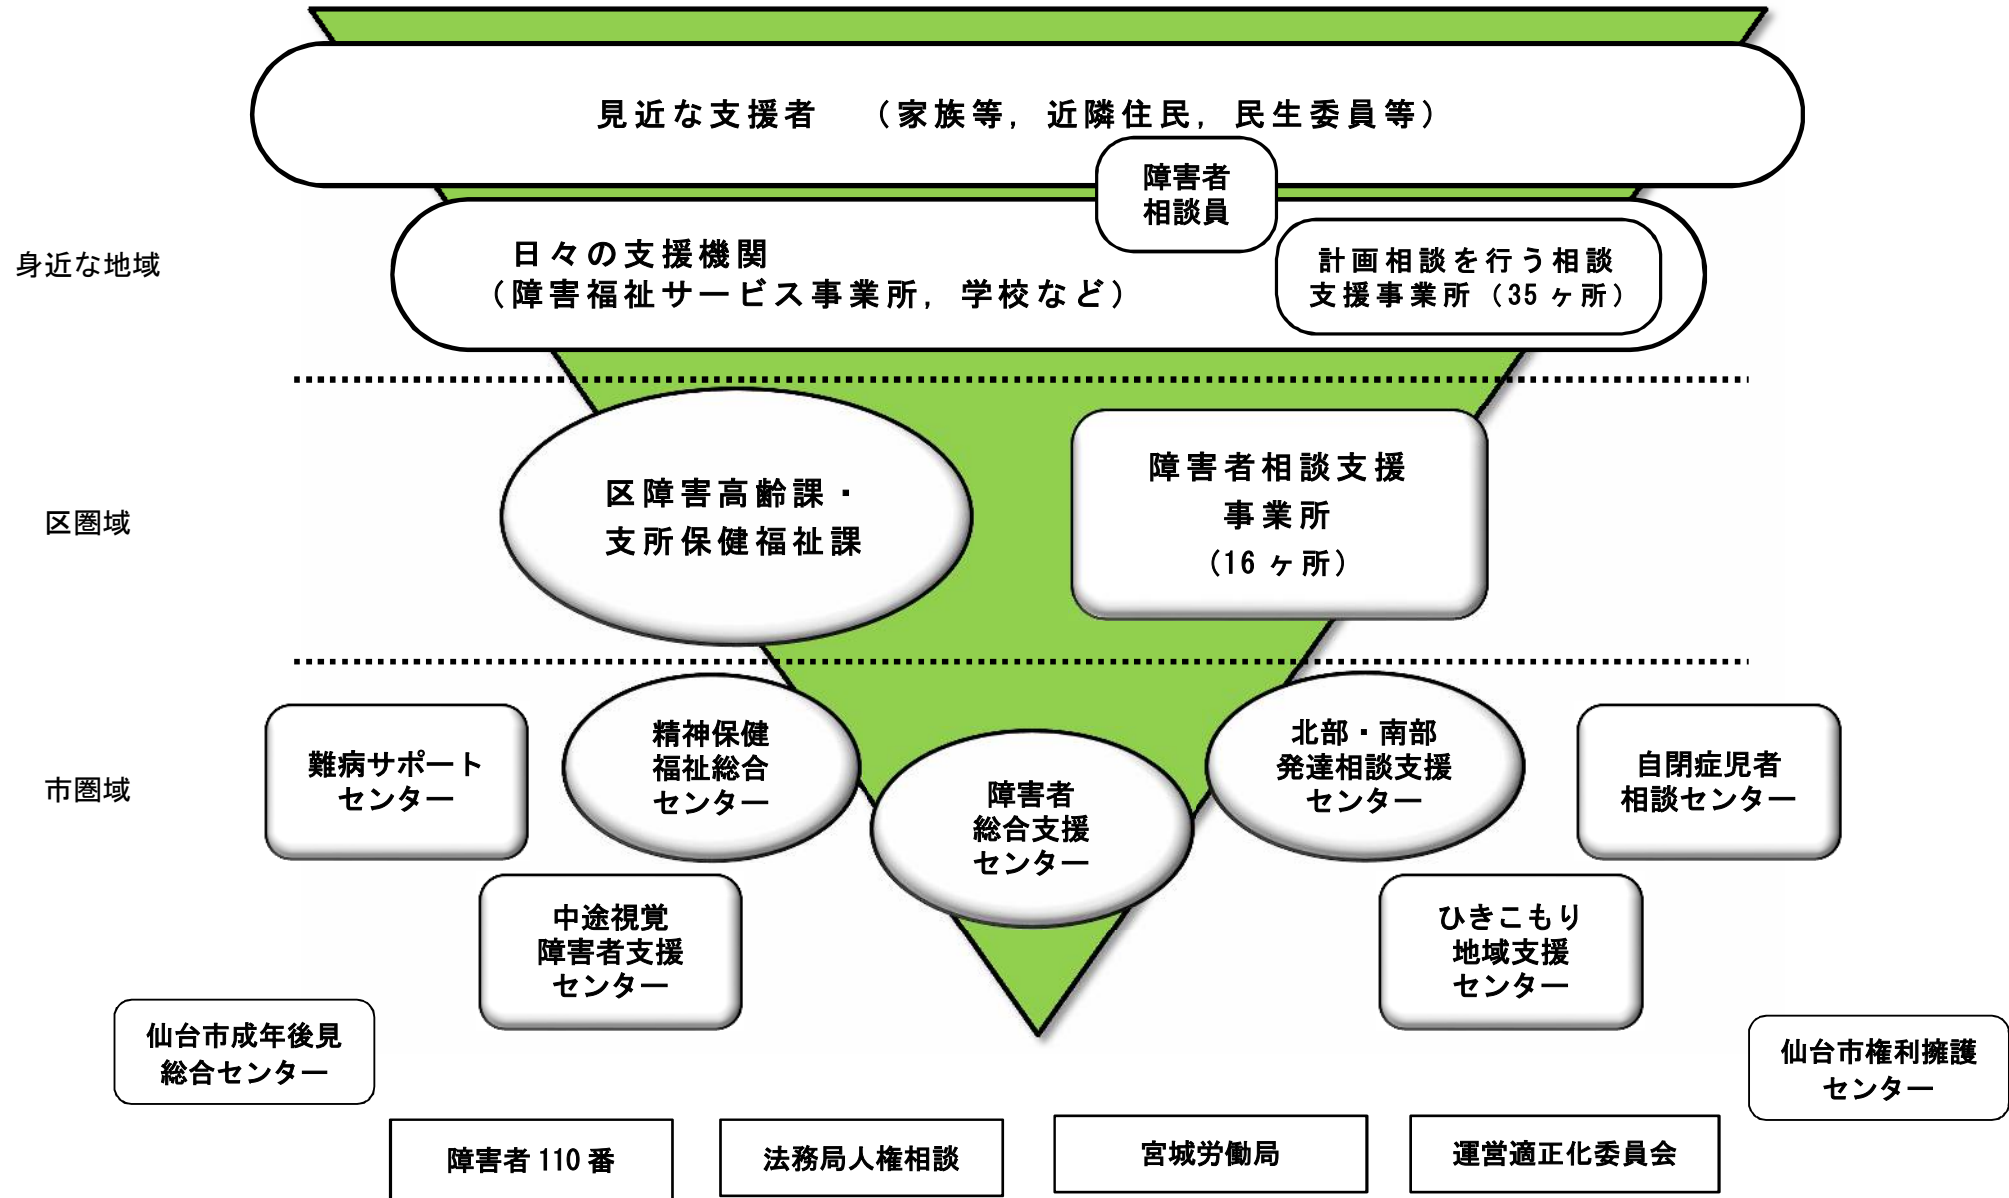 見近な支援者　（家族等，近隣住民，民生委員等）
障害者
相談員
身近な地域
日々の支援機関
（障害福祉サービス事業所，学校など）
計画相談を行う相談
支援事業所（35 ヶ所）
区圏域
区障害高齢課・
支所保健福祉課
障害者相談支援
事業所
（16 ヶ所）
市圏域
難病サポート
センター
精神保健
福祉総合
センター
障害者
総合支援
センター
北部・南部
発達相談支援
センター
自閉症児者
相談センター
中途視覚
障害者支援
センター
ひきこもり
地域支援
センター
仙台市成年後見
総合センター
仙台市権利擁護
センター
障害者 110 番
法務局人権相談
宮城労働局
運営適正化委員会